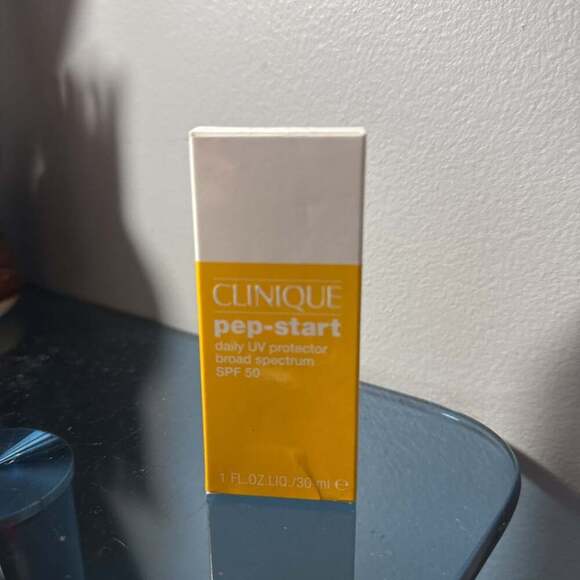 CLINIQUE
pep-start
daily UV protector
broad spectrum
SPF 50
1 FL.OZ.LIQ./30 ml ℮